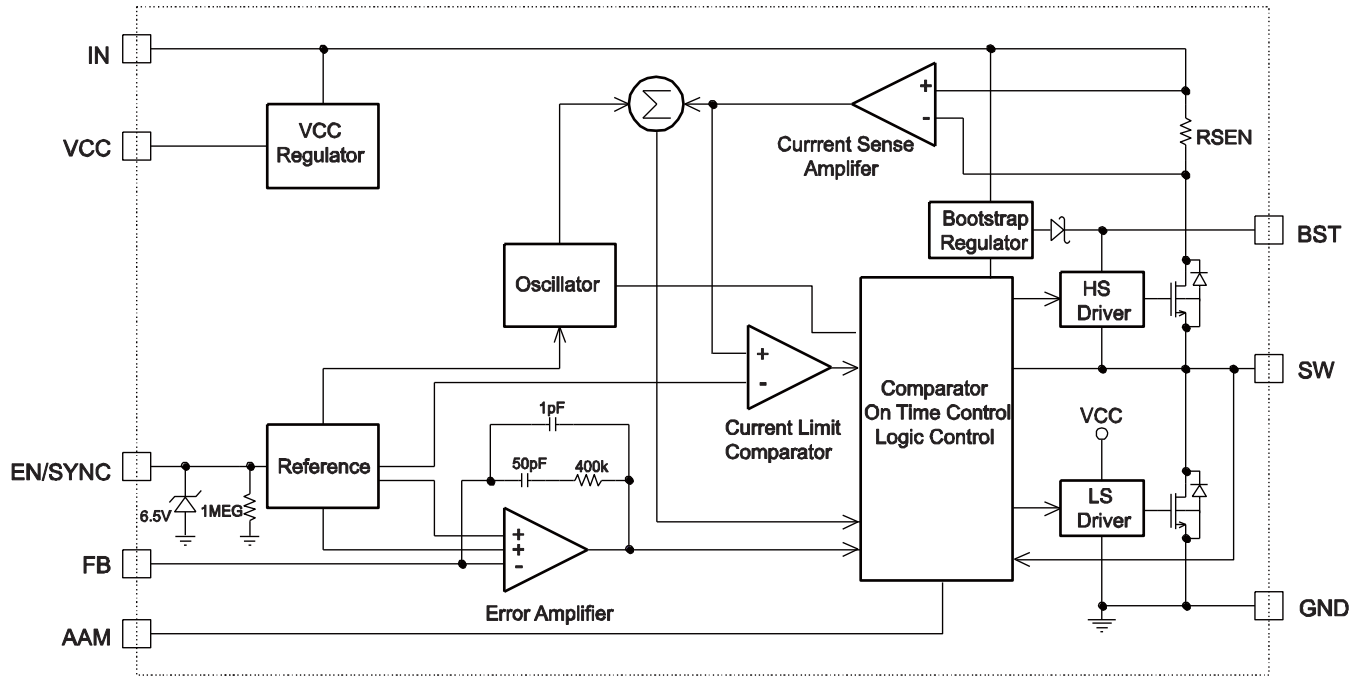 IN
VCC
EN/SYNC
FB
AAM
VCC
Regulator
Σ
+
-
Currrent Sense
Amplifer
RSEN
Bootstrap
Regulator
BST
Oscillator
HS
Driver
SW
+
-
Current Limit
Comparator
Comparator
On Time Control
Logic Control
VCC
LS
Driver
GND
Reference
6.5V
1MEG
1pF
50pF
400k
+
+
-
Error Amplifier